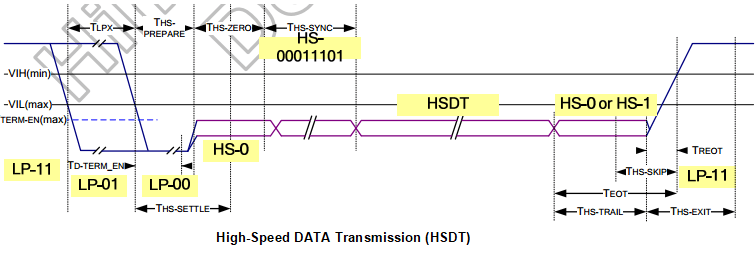 TLPX
THS-PREPARE
THS-ZERO
THS-SYNC
HS-00011101
VIH(min)
VIL(max)
TERM-EN(max)
HSDT
HS-0 or HS-1
HS-0
LP-11
TD-TERM_EN
LP-01
LP-00
TREOT
THS-SKIP
LP-11
TEOT
THS-SETTLE
THS-TRAIL
THS-EXIT
High-Speed DATA Transmission (HSDT)